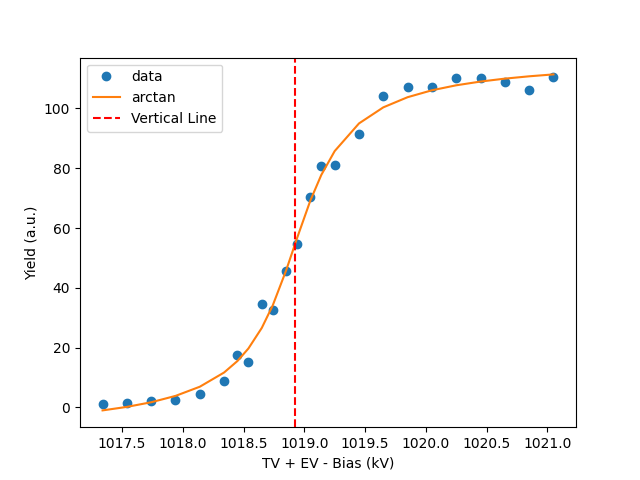 data
arctan
Vertical Line
100
80
60
40
20
0
Yield (a.u.)
1017.5 1018.0 1018.5 1019.0 1019.5 1020.0 1020.5 1021.0
TV + EV - Bias (kV)